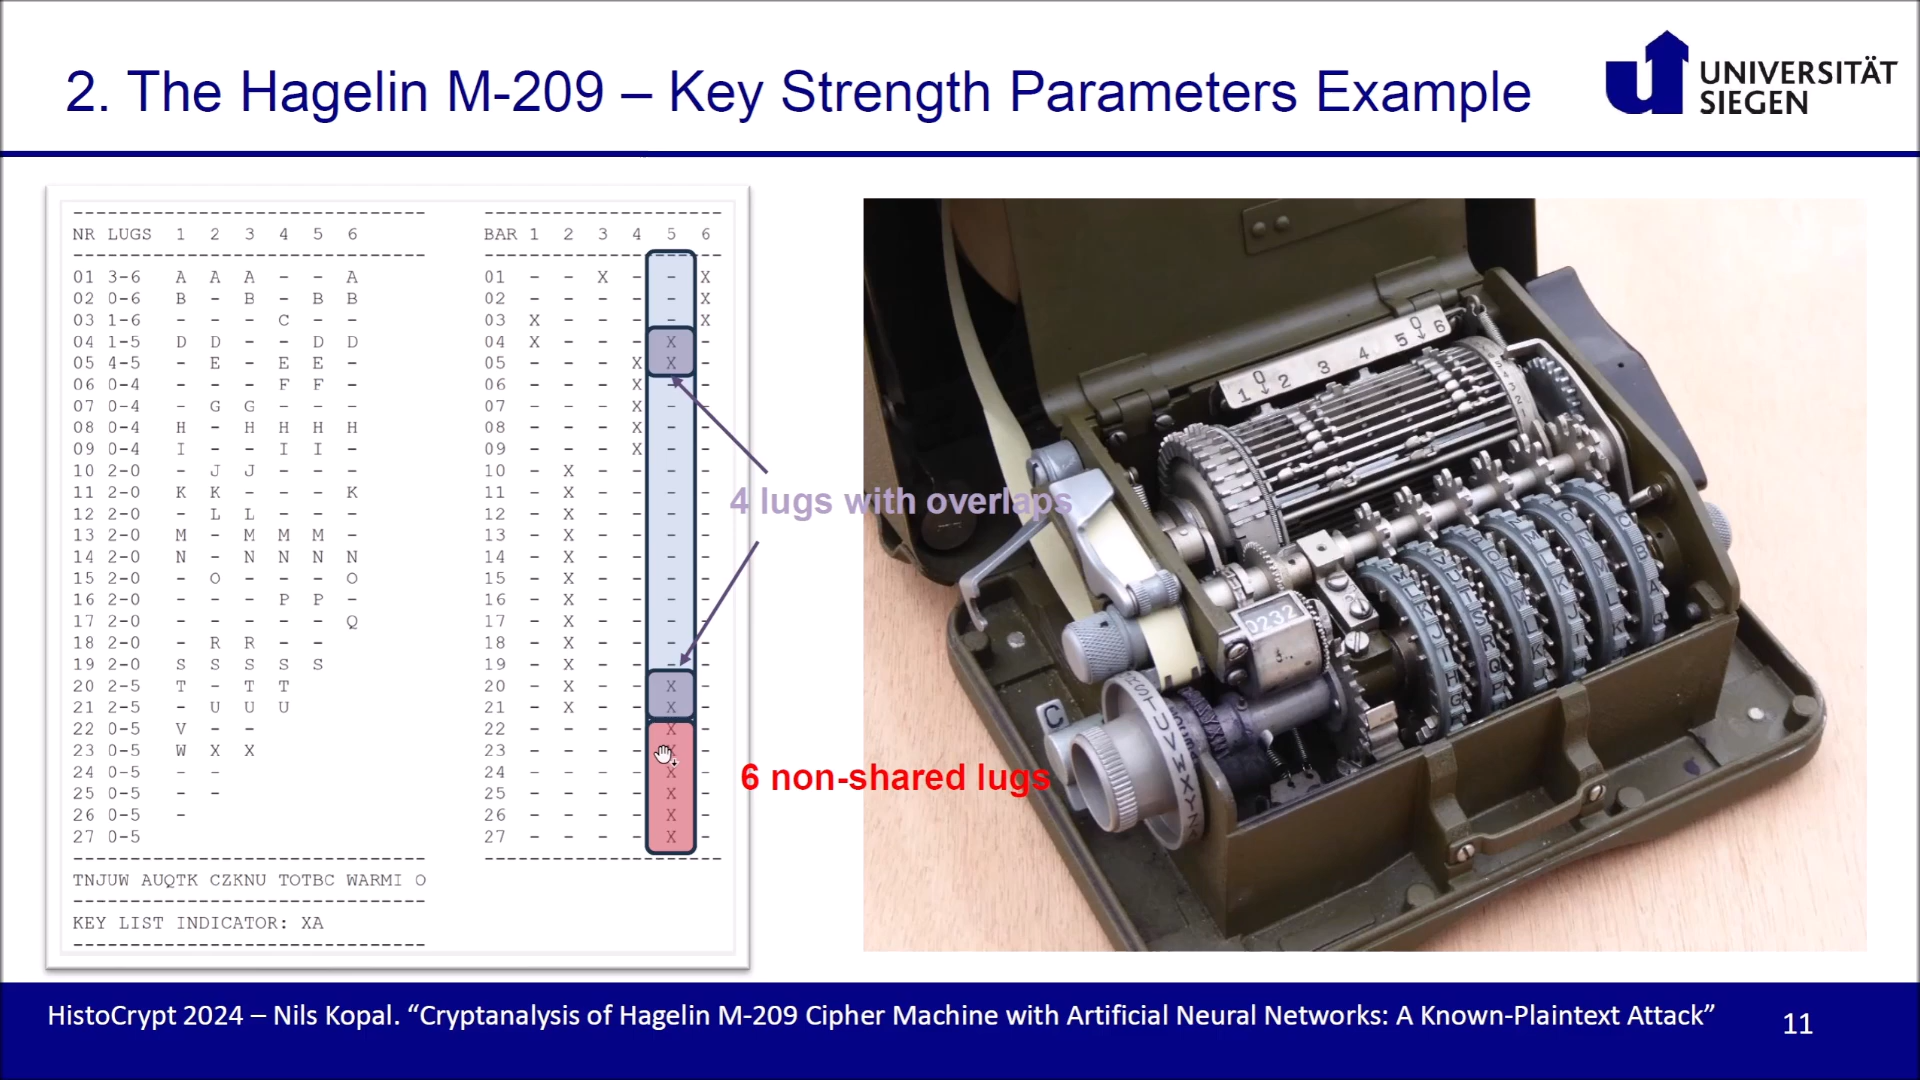 2. The Hagelin M-209 – Key Strength Parameters Example
UNIVERSITÄT
SIEGEN
NR LUGS 1 2 3 4 5 6
01 3-6 A A A - - A
02 0-6 B - B - B B
03 1-6 - - - C - -
04 1-5 D D - - D D
05 4-5 - E - E E -
06 0-4 - - - F F -
07 0-4 - G G - - -
08 0-4 H - H H H H
09 0-4 I - - I I -
10 2-0 - J J - - -
11 2-0 K K - - - K
12 2-0 - L L - - -
13 2-0 M - M M M -
14 2-0 N - N N N N
15 2-0 - O - - - O
16 2-0 - - - P P -
17 2-0 - - - - - Q
18 2-0 - R R - -
19 2-0 S S S S S
20 2-5 T - T T
21 2-5 - U U U
22 0-5 V - -
23 0-5 W X X
24 0-5 - -
25 0-5 - -
26 0-5 -
27 0-5
TNJUW AUQTK CZKNU TOTBC WARMI O
KEY LIST INDICATOR: XA
BAR 1 2 3 4 5 6
01 - - X - - X
02 - - - - - X
03 X - - - - X
04 X - - - X -
05 - - - X X -
06 - - - X - -
07 - - - X - -
08 - - - X - -
09 - - - X - -
10 - X - - - -
11 - X - - - -
12 - X - - - -
13 - X - - - -
14 - X - - - -
15 - X - - - -
16 - X - - - -
17 - X - - - -
18 - X - - - -
19 - X - - - -
20 - X - - X -
21 - X - - X -
22 - - - - X -
23 - - - - X -
24 - - - - X -
25 - - - - X -
26 - - - - X -
27 - - - - X -
4 lugs with overlaps
6 non-shared lugs
1 2 3 4 5 6
0232
C
HistoCrypt 2024 – Nils Kopal. “Cryptanalysis of Hagelin M-209 Cipher Machine with Artificial Neural Networks: A Known-Plaintext Attack”
11